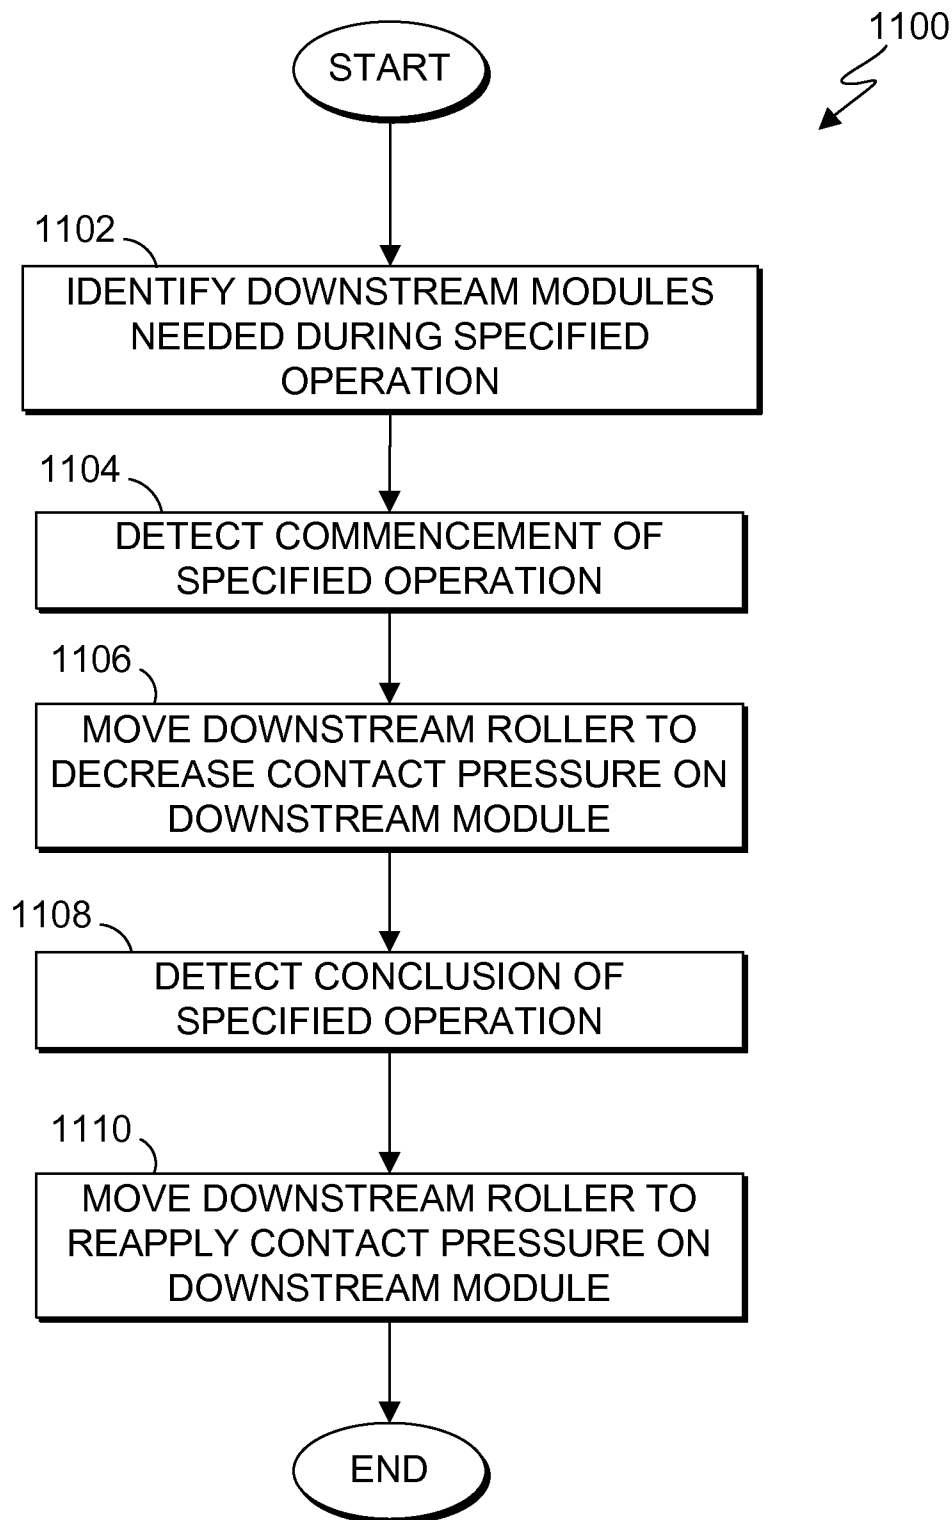 1100
START
1102
IDENTIFY DOWNSTREAM MODULES
NEEDED DURING SPECIFIED
OPERATION
1104
DETECT COMMENCEMENT OF
SPECIFIED OPERATION
1106
MOVE DOWNSTREAM ROLLER TO
DECREASE CONTACT PRESSURE ON
DOWNSTREAM MODULE
1108
DETECT CONCLUSION OF
SPECIFIED OPERATION
1110
MOVE DOWNSTREAM ROLLER TO
REAPPLY CONTACT PRESSURE ON
DOWNSTREAM MODULE
END